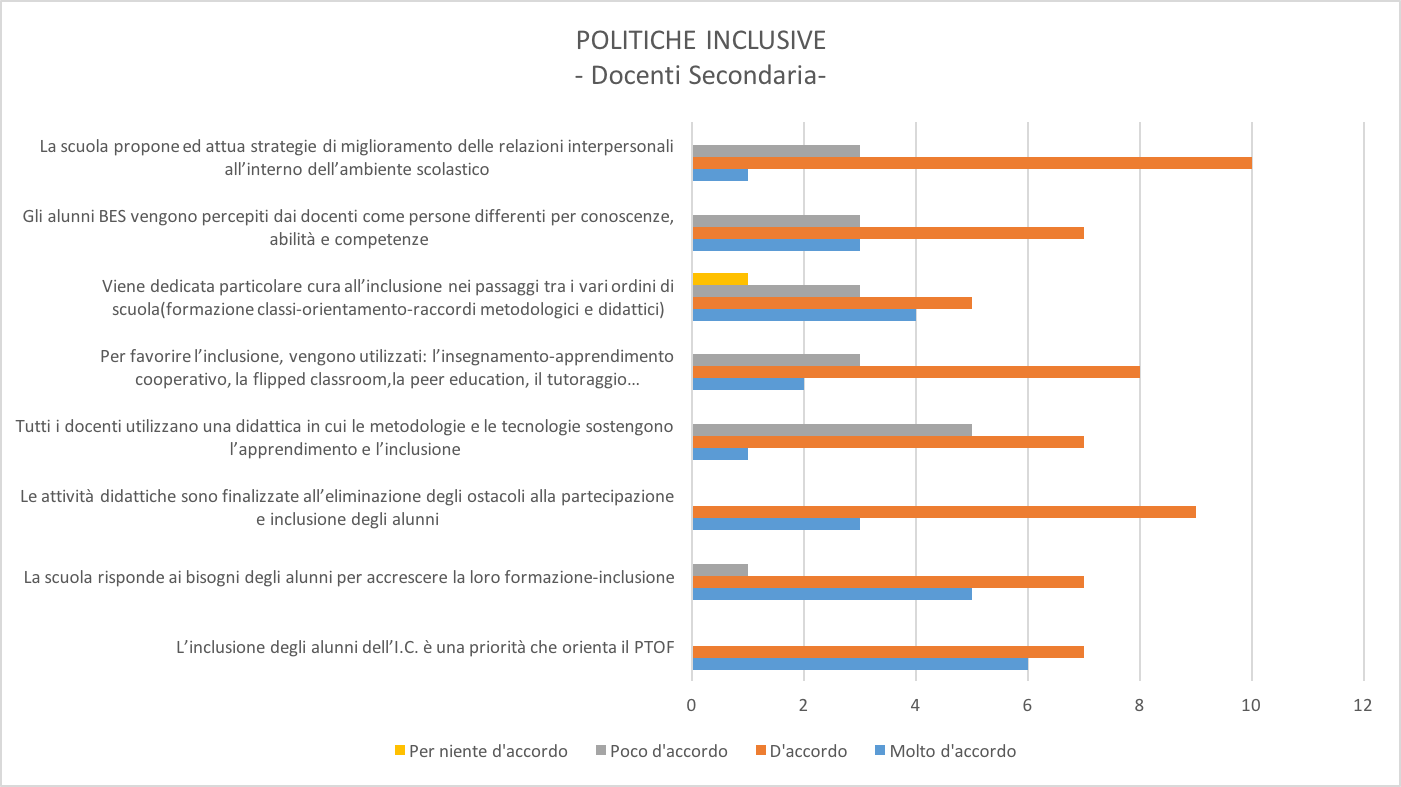 POLITICHE INCLUSIVE
- Docenti Secondaria-
La scuola propone ed attua strategie di miglioramento delle relazioni interpersonali
all’interno dell’ambiente scolastico
Gli alunni BES vengono percepiti dai docenti come persone differenti per conoscenze,
abilità e competenze
Viene dedicata particolare cura all’inclusione nei passaggi tra i vari ordini di
scuola(formazione classi-orientamento-raccordi metodologici e didattici)
Per favorire l’inclusione, vengono utilizzati: l’insegnamento-apprendimento
cooperativo, la flipped classroom,la peer education, il tutoraggio…
Tutti i docenti utilizzano una didattica in cui le metodologie e le tecnologie sostengono
l’apprendimento e l’inclusione
Le attività didattiche sono finalizzate all’eliminazione degli ostacoli alla partecipazione
e inclusione degli alunni
La scuola risponde ai bisogni degli alunni per accrescere la loro formazione-inclusione
L’inclusione degli alunni dell’I.C. è una priorità che orienta il PTOF
0 2 4 6 8 10 12
Per niente d'accordo Poco d'accordo D'accordo Molto d'accordo